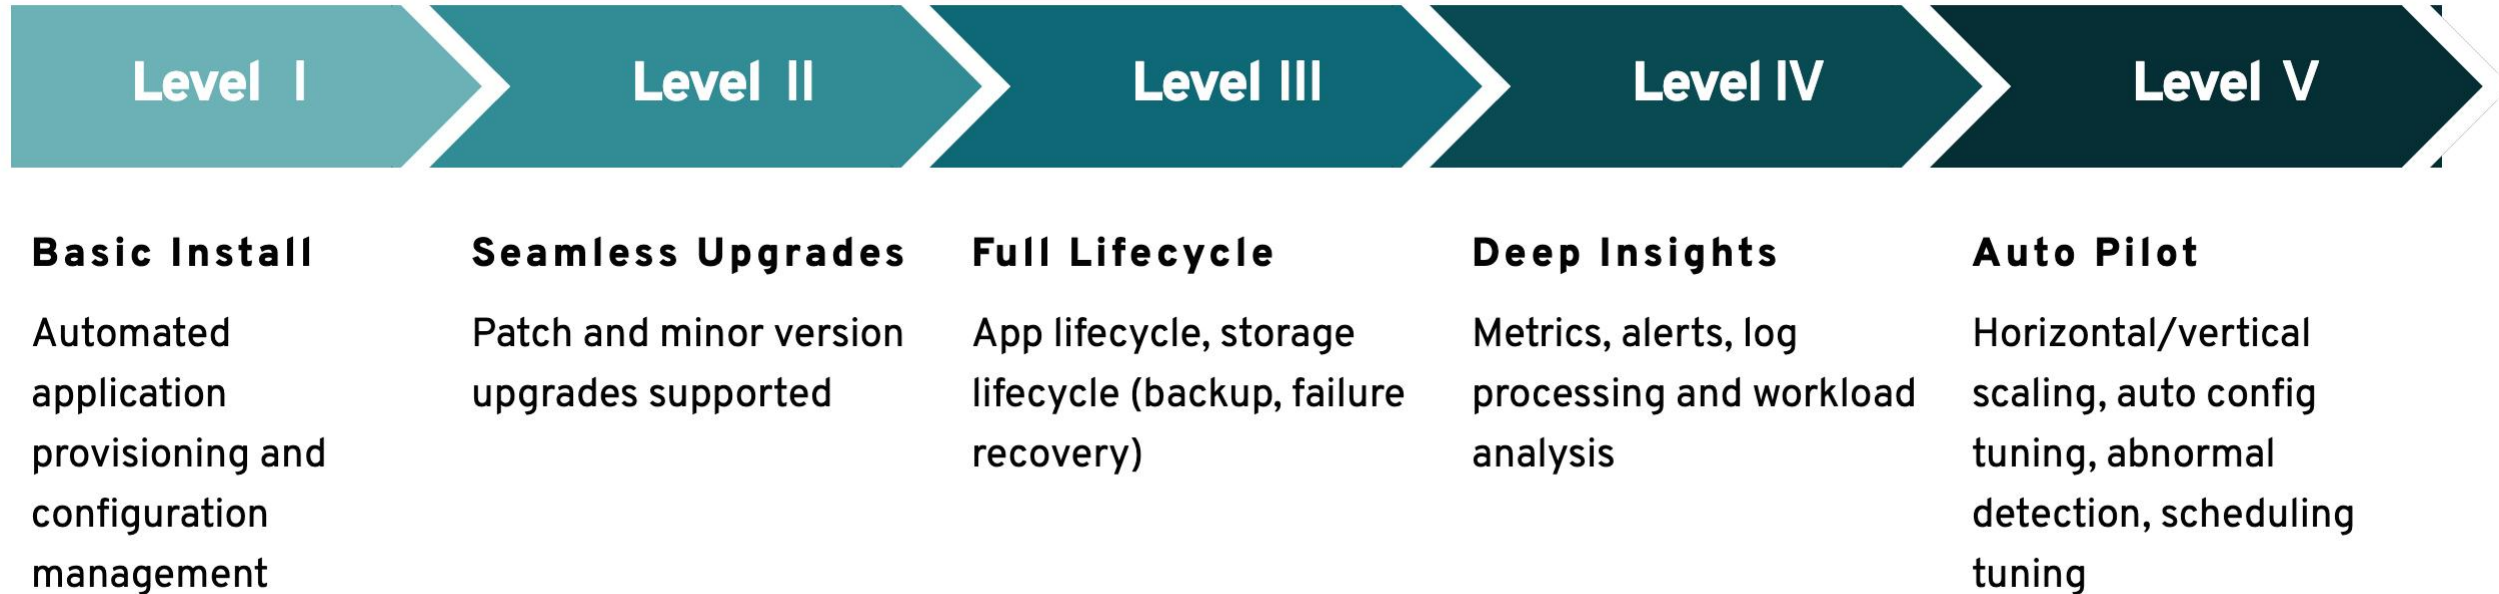 Level I
Level II
Level III
Level IV
Level V
Basic Install
Automated
application
provisioning and
configuration
management
Seamless Upgrades
Patch and minor version
upgrades supported
Full Lifecycle
App lifecycle, storage
lifecycle (backup, failure
recovery)
Deep Insights
Metrics, alerts, log
processing and workload
analysis
Auto Pilot
Horizontal/vertical
scaling, auto config
tuning, abnormal
detection, scheduling
tuning